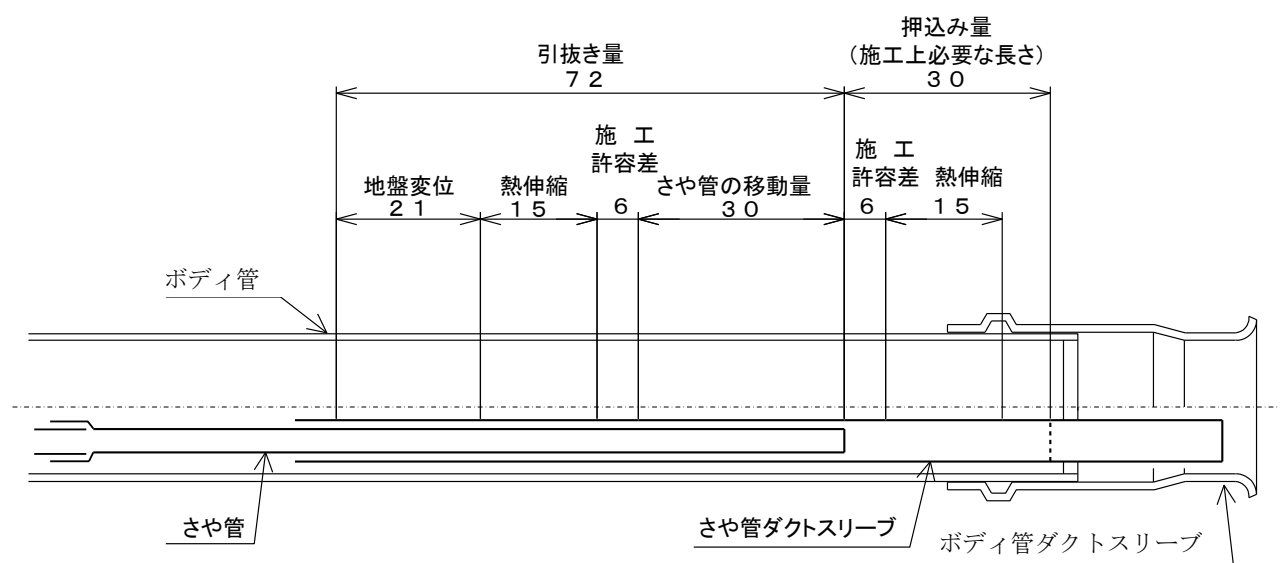 押込み量
(施工上必要な長さ)
３０
引抜き量
７２
施 工
許容差
施 工
許容差
地盤変位
２１
熱伸縮
１５
６
さや管の移動量
３０
６
熱伸縮
１５
ボディ管
さや管
さや管ダクトスリーブ
ボディ管ダクトスリーブ